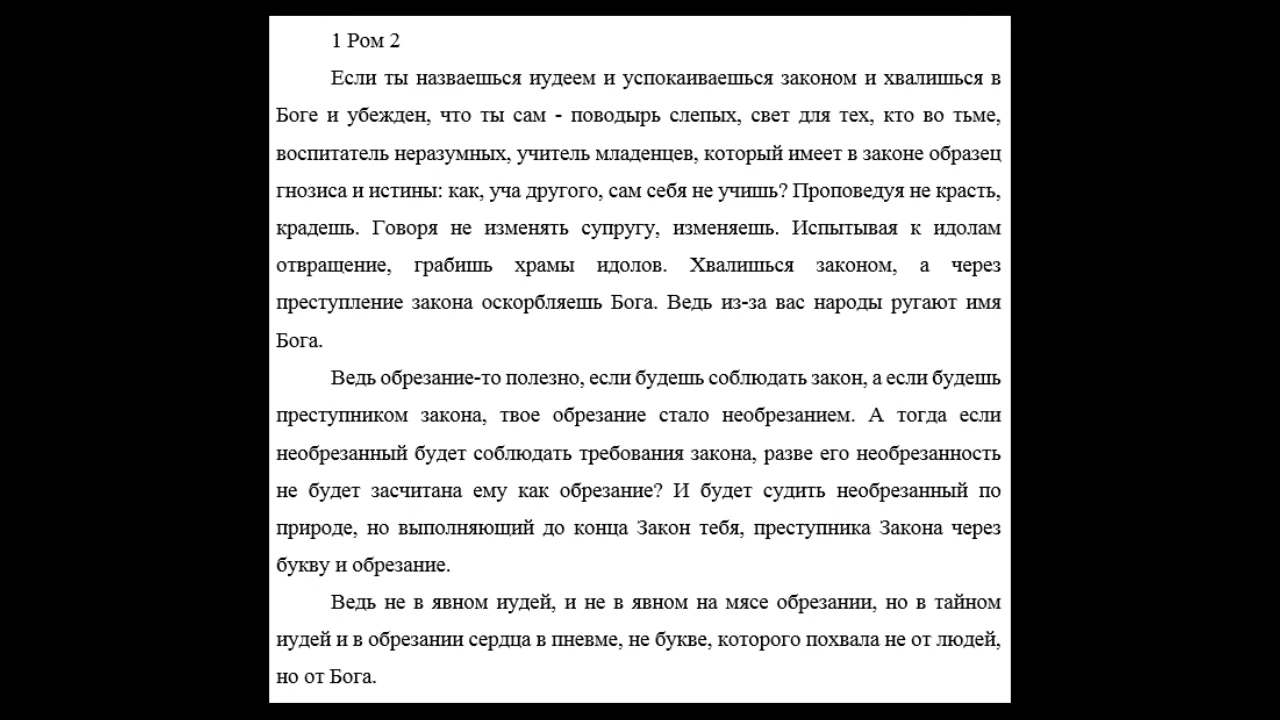 1 Ром 2
Если ты назваешься иудеем и успокаиваешься законом и хвалишься в
Боге и убежден, что ты сам - поводырь слепых, свет для тех, кто во тьме,
воспитатель неразумных, учитель младенцев, который имеет в законе образец
гнозиса и истины: как, уча другого, сам себя не учишь? Проповедуя не красть,
крадешь. Говоря не изменять супругу, изменяешь. Испытывая к идолам
отвращение, грабишь храмы идолов. Хвалишься законом, а через
преступление закона оскорбляешь Бога. Ведь из-за вас народы ругают имя
Бога.
Ведь обрезание-то полезно, если будешь соблюдать закон, а если будешь
преступником закона, твое обрезание стало необрезанием. А тогда если
необрезанный будет соблюдать требования закона, разве его необрезанность
не будет засчитана ему как обрезание? И будет судить необрезанный по
природе, но выполняющий до конца Закон тебя, преступника Закона через
букву и обрезание.
Ведь не в явном иудей, и не в явном на мясе обрезании, но в тайном
иудей и в обрезании сердца в пневме, не букве, которого похвала не от людей,
но от Бога.